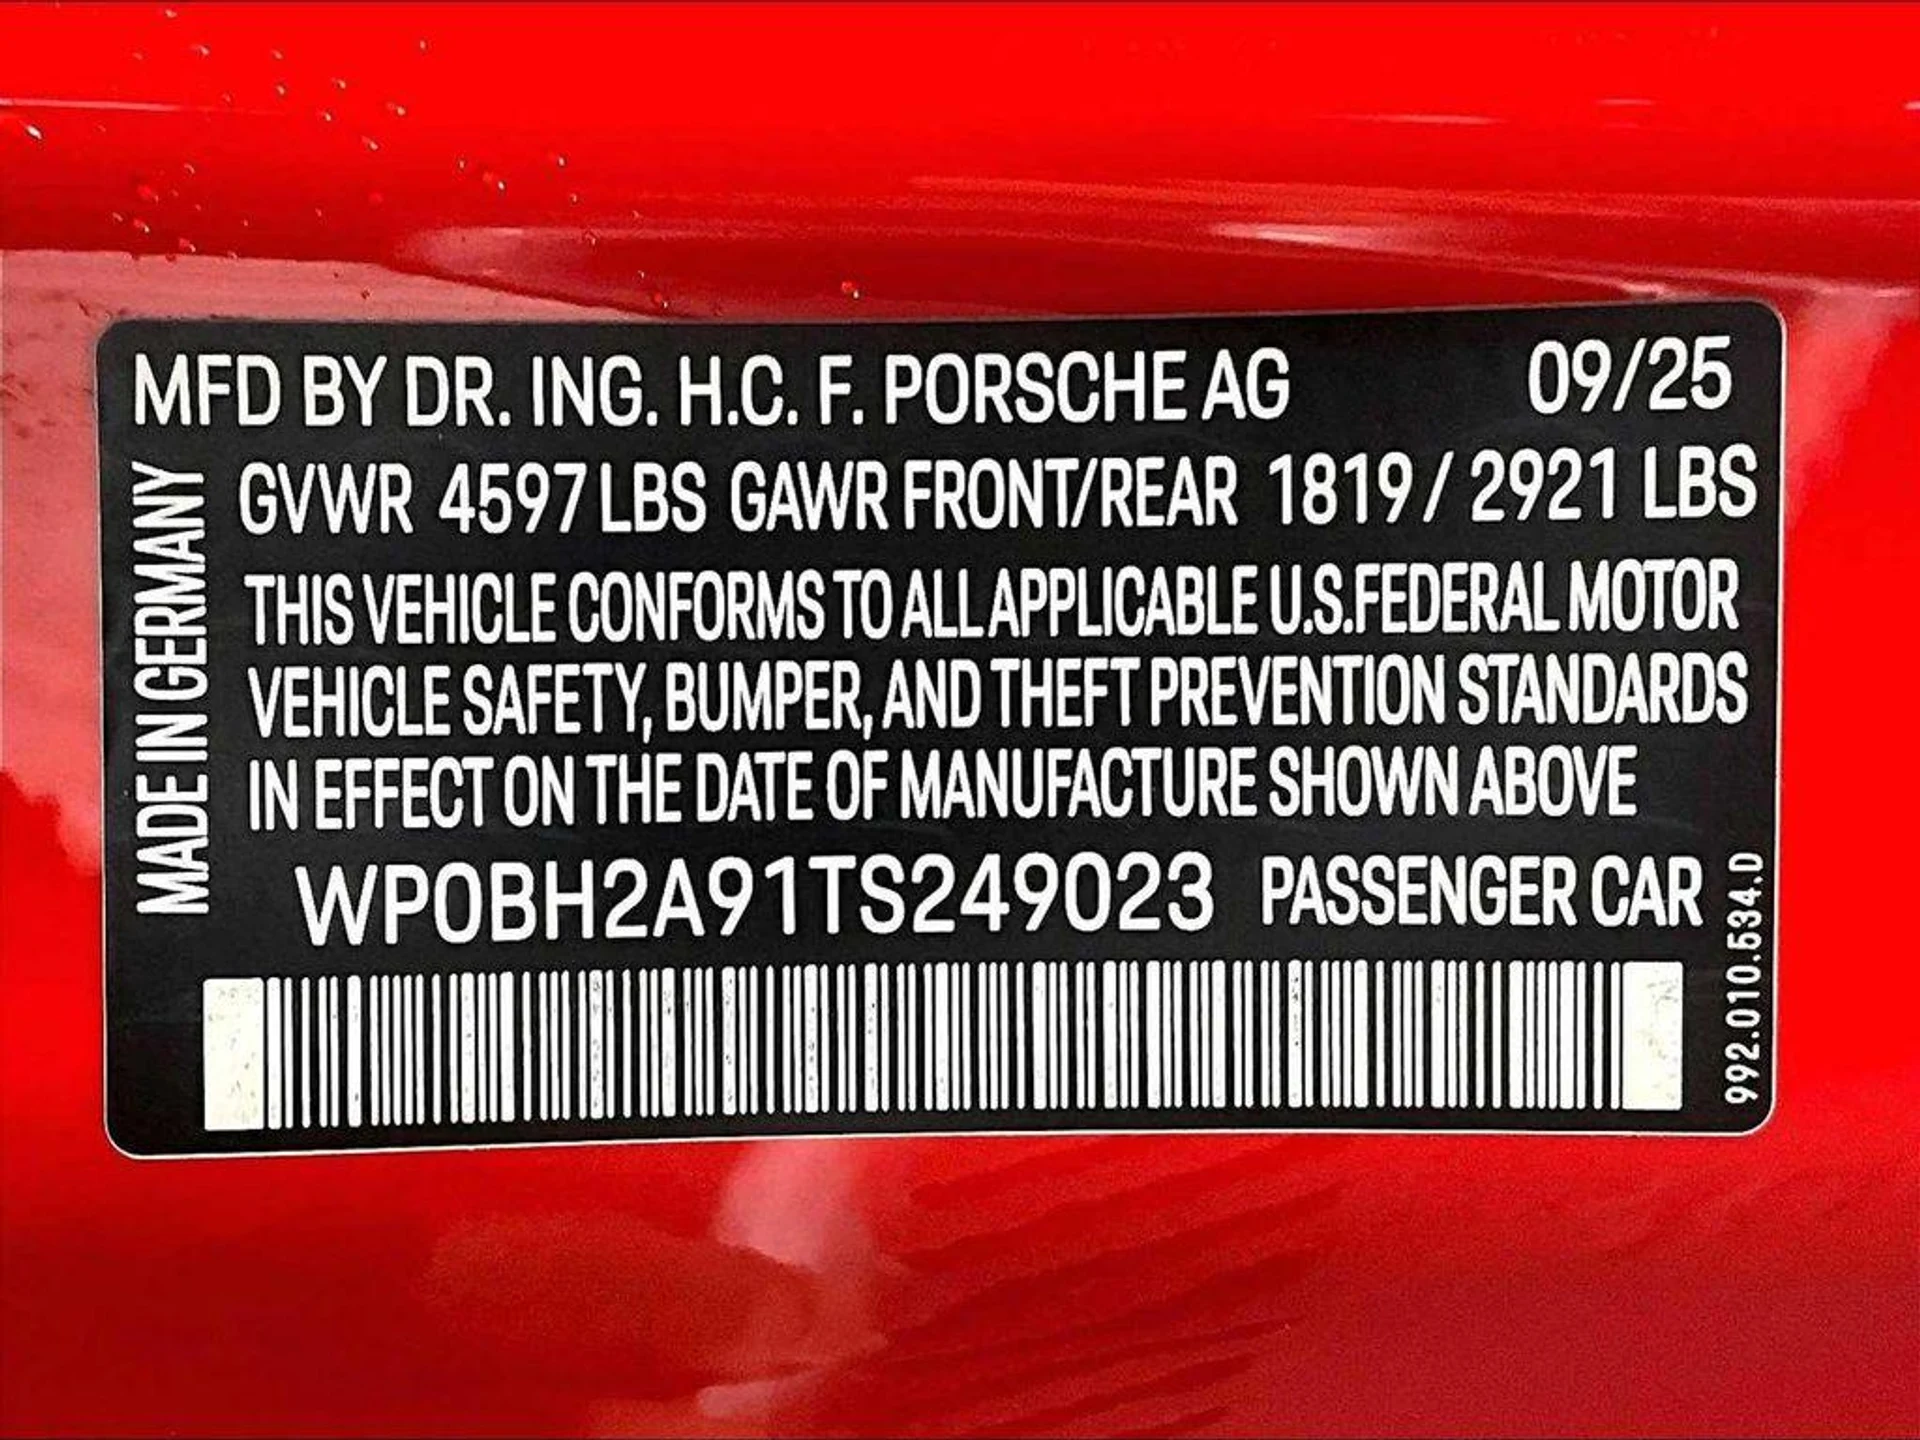 MFD BY DR. ING. H.C. F. PORSCHE AG 09/25
GVWR 4597 LBS GAWR FRONT/REAR 1819 / 2921 LBS
THIS VEHICLE CONFORMS TO ALL APPLICABLE U.S.FEDERAL MOTOR
VEHICLE SAFETY, BUMPER, AND THEFT PREVENTION STANDARDS
IN EFFECT ON THE DATE OF MANUFACTURE SHOWN ABOVE
WP0BH2A91TS249023 PASSENGER CAR
MADE IN GERMANY
992.010.534.D